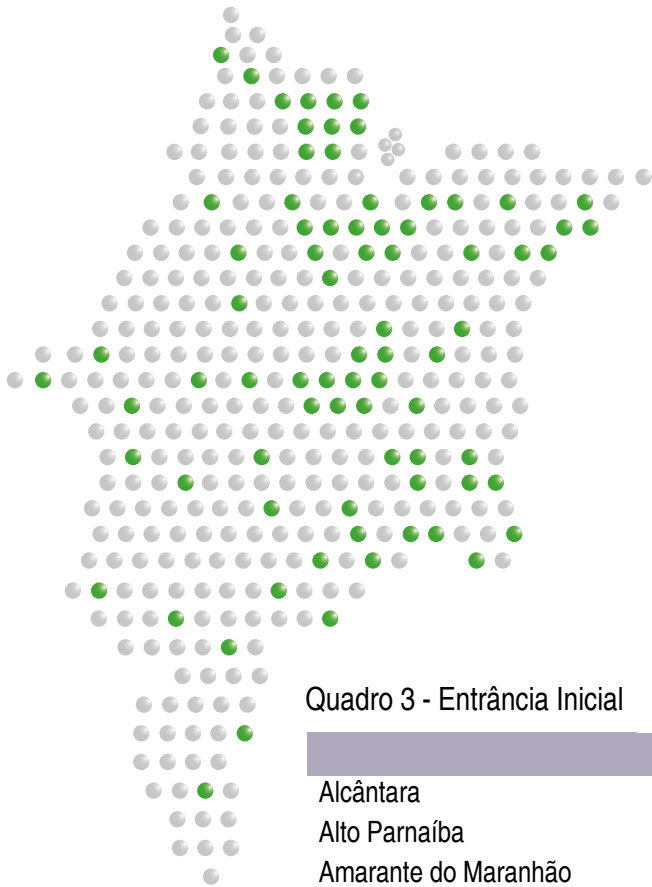 Quadro 3 - Entrância Inicial
Alcântara
Alto Parnaíba
Amarante do Maranhão